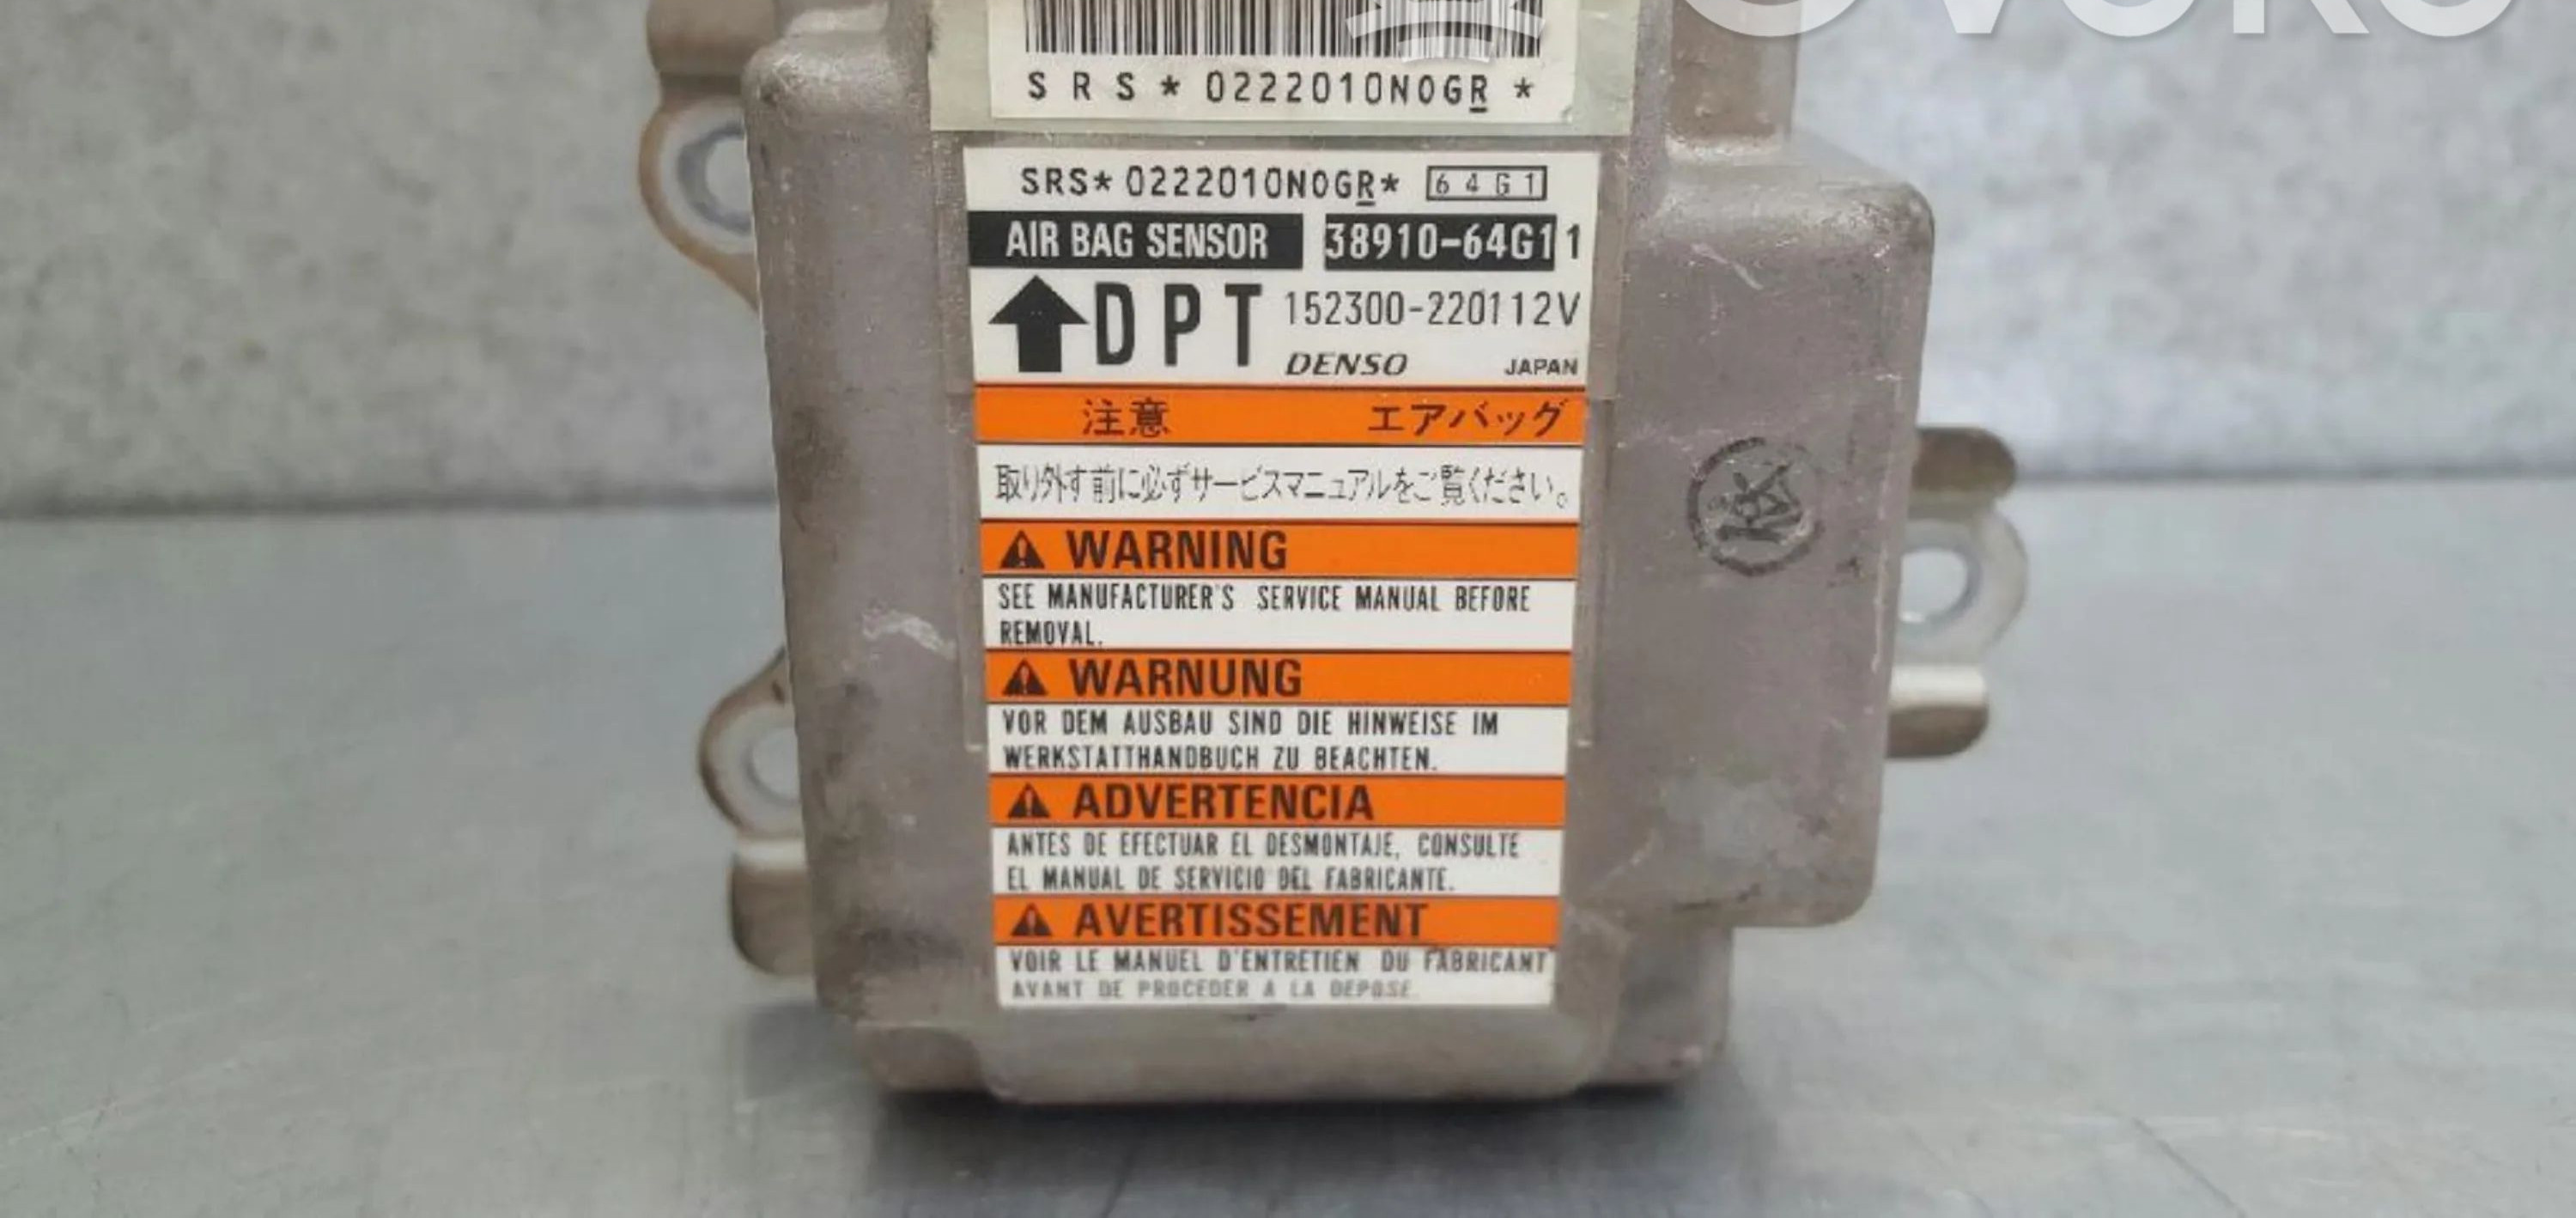 SRS*0222010N0GR*
SRS*0222010N0GR* 64G1
AIR BAG SENSOR 38910-64G11
DPT 152300-2201 12V
DENSO JAPAN
注意 エアバッグ
取り外す前に必ずサービスマニュアルをご覧ください。
WARNING
SEE MANUFACTURER'S SERVICE MANUAL BEFORE
REMOVAL.
WARNUNG
VOR DEM AUSBAU SIND DIE HINWEISE IM
WERKSTATTHANDBUCH ZU BEACHTEN.
ADVERTENCIA
ANTES DE EFECTUAR EL DESMONTAJE, CONSULTE
EL MANUAL DE SERVICIO DEL FABRICANTE.
AVERTISSEMENT
VOIR LE MANUEL D'ENTRETIEN DU FABRICANT
AVANT DE PROCEDER A LA DEPOSE.